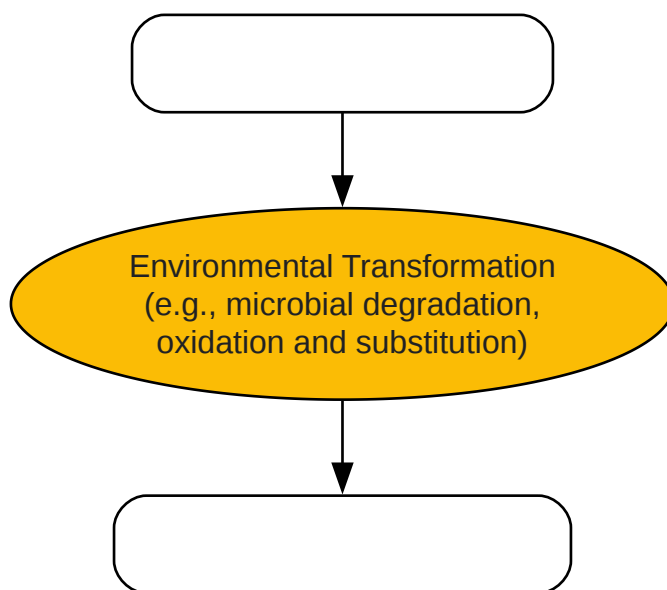 Environmental Transformation
(e.g., microbial degradation,
oxidation and substitution)